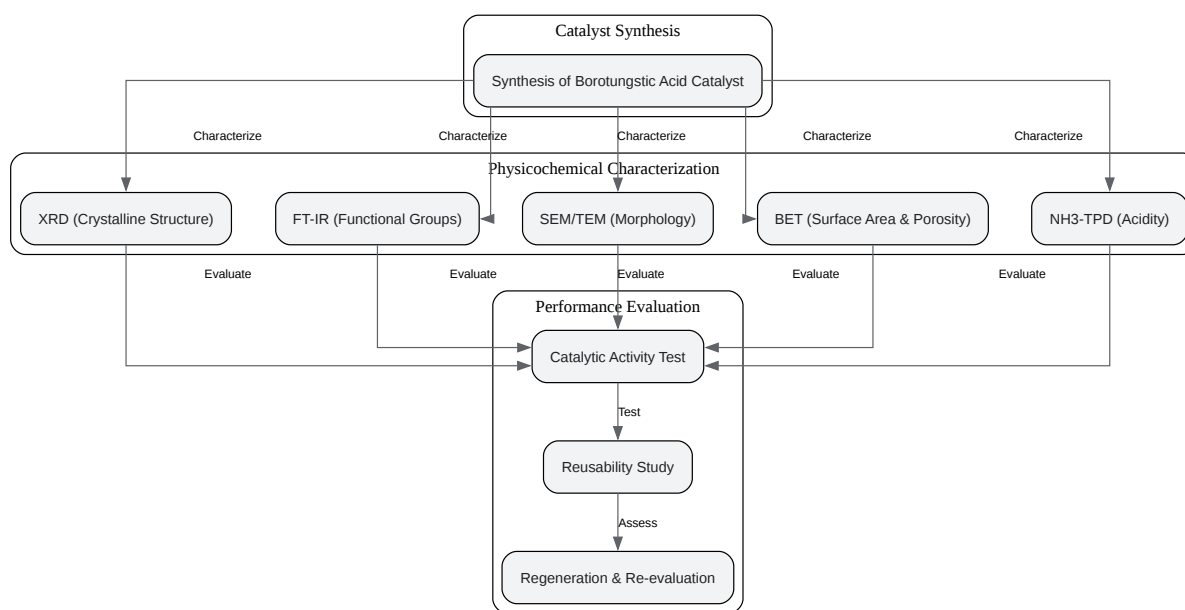 Catalyst Synthesis
Synthesis of Borotungstic Acid Catalyst
Characterize
Characterize
Characterize
Characterize
Characterize
Physicochemical Characterization
XRD (Crystalline Structure)
FT-IR (Functional Groups)
SEM/TEM (Morphology)
BET (Surface Area & Porosity)
NH3-TPD (Acidity)
Evaluate
Evaluate
Evaluate
Evaluate
Evaluate
Performance Evaluation
Catalytic Activity Test
Test
Reusability Study
Assess
Regeneration & Re-evaluation